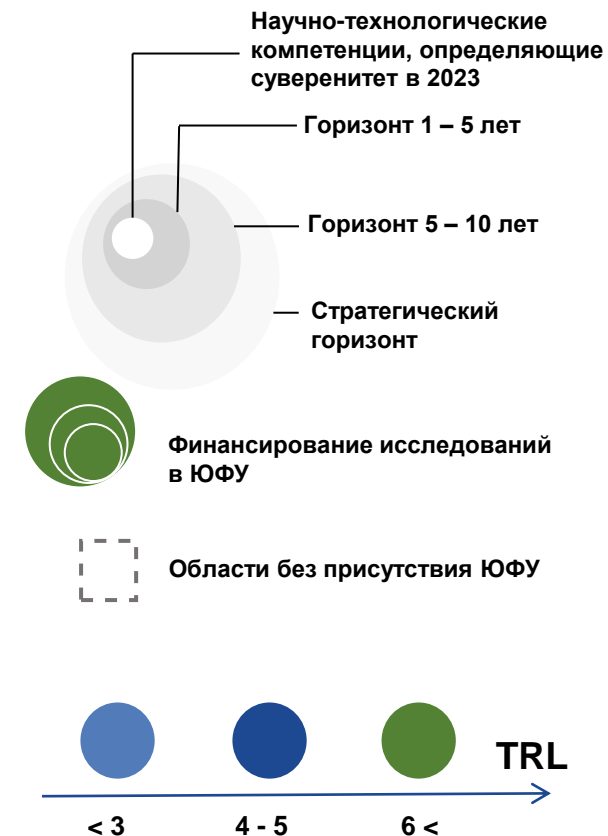 Научно-технологические
компетенции, определяющие
суверенитет в 2023
Горизонт 1 – 5 лет
Горизонт 5 – 10 лет
Стратегический
горизонт
Финансирование исследований
в ЮФУ
Области без присутствия ЮФУ
TRL
< 3
4 - 5
6 <